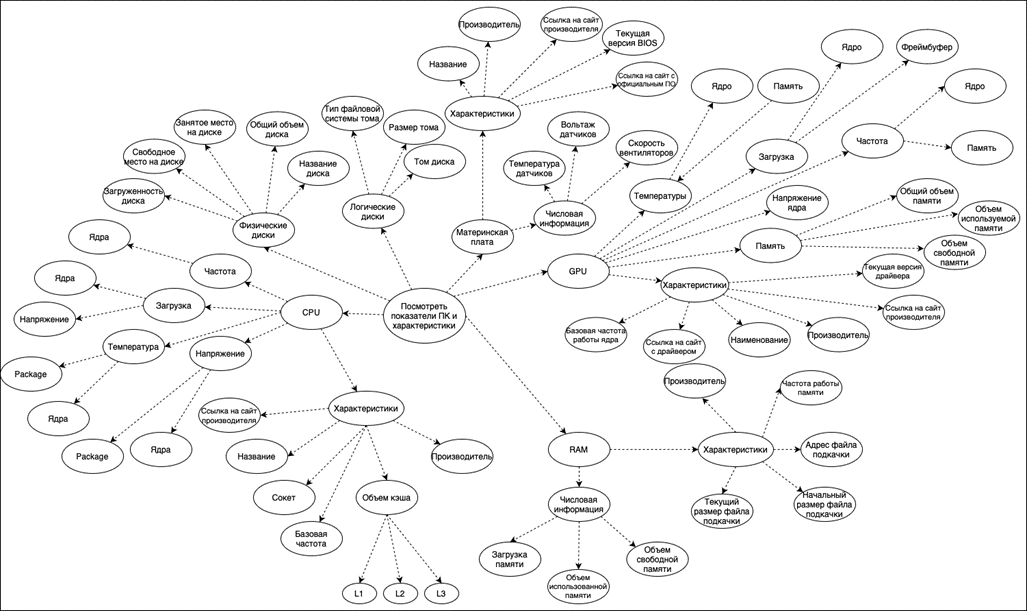 Производитель
Ссылка на сайт
производителя
Текущая
версия BIOS
Название
Ссылка на сайт с
официальным ПО
Характеристики
Ядро
Фреймбуфер
Ядро
Память
Ядро
Частота
Память
Загрузка
Температуры
Напряжение
ядра
Общий объем
памяти
Объем
используемой
памяти
Объем
свободной
памяти
Память
Тип файловой
системы тома
Размер тома
Том диска
Логические
диски
Вольтаж
датчиков
Скорость
вентиляторов
Температура
датчиков
Числовая
информация
Материнская
плата
Занятое место
на диске
Общий объем
диска
Свободное
место на диске
Название
диска
Загруженность
диска
Физические
диски
GPU
Характеристики
Текущая версия
драйвера
Ссылка на сайт
производителя
Базовая частота
работы ядра
Ссылка на сайт
с драйвером
Наименование
Производитель
Посмотреть
показатели ПК и
характеристики
CPU
Ядра
Частота
Ядра
Загрузка
Напряжение
Температура
Напряжение
Package
Ядра
Package
Ядра
Характеристики
Ссылка на сайт
производителя
Название
Производитель
Сокет
Объем кэша
Базовая
частота
L1
L2
L3
RAM
Производитель
Частота работы
памяти
Характеристики
Адрес файла
подкачки
Текущий
размер файла
подкачки
Начальный
размер файла
подкачки
Числовая
информация
Загрузка
памяти
Объем
использованной
памяти
Объем
свободной
памяти